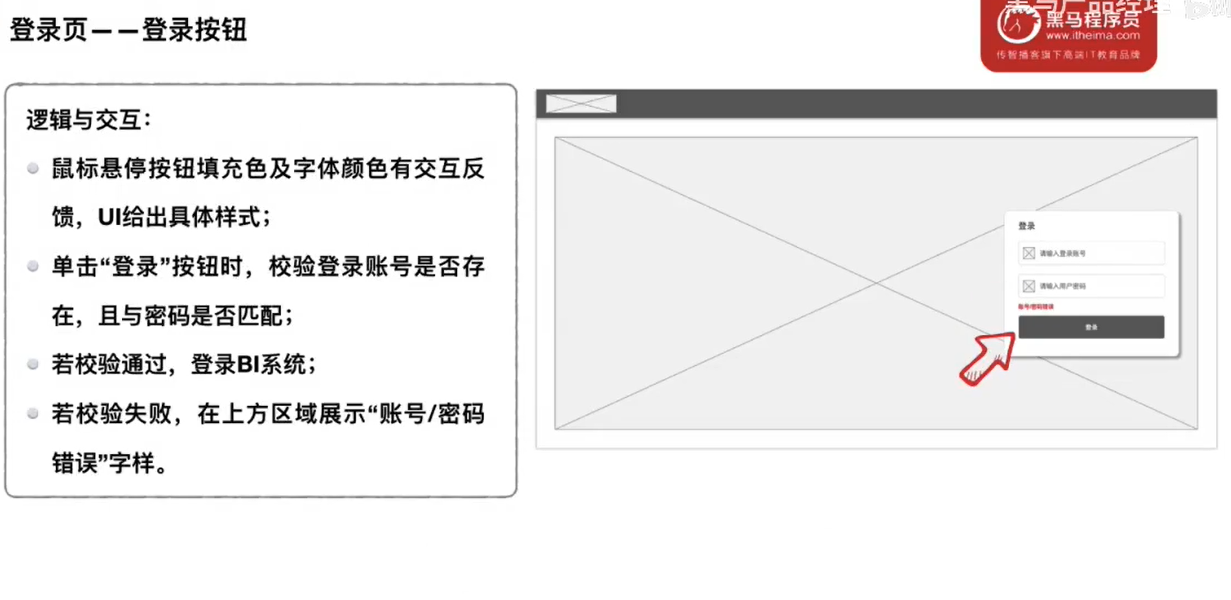 登录页——登录按钮
黑马产品经理
黑马程序员
www.itheima.com
传智播客旗下高端IT教育品牌
逻辑与交互：
鼠标悬停按钮填充色及字体颜色有交互反
馈，UI给出具体样式；
单击“登录”按钮时，校验登录账号是否存
在，且与密码是否匹配；
若校验通过，登录BI系统；
若校验失败，在上方区域展示“账号/密码
错误”字样。
登录
请输入登录账号
请输入用户密码
账号/密码错误
登录